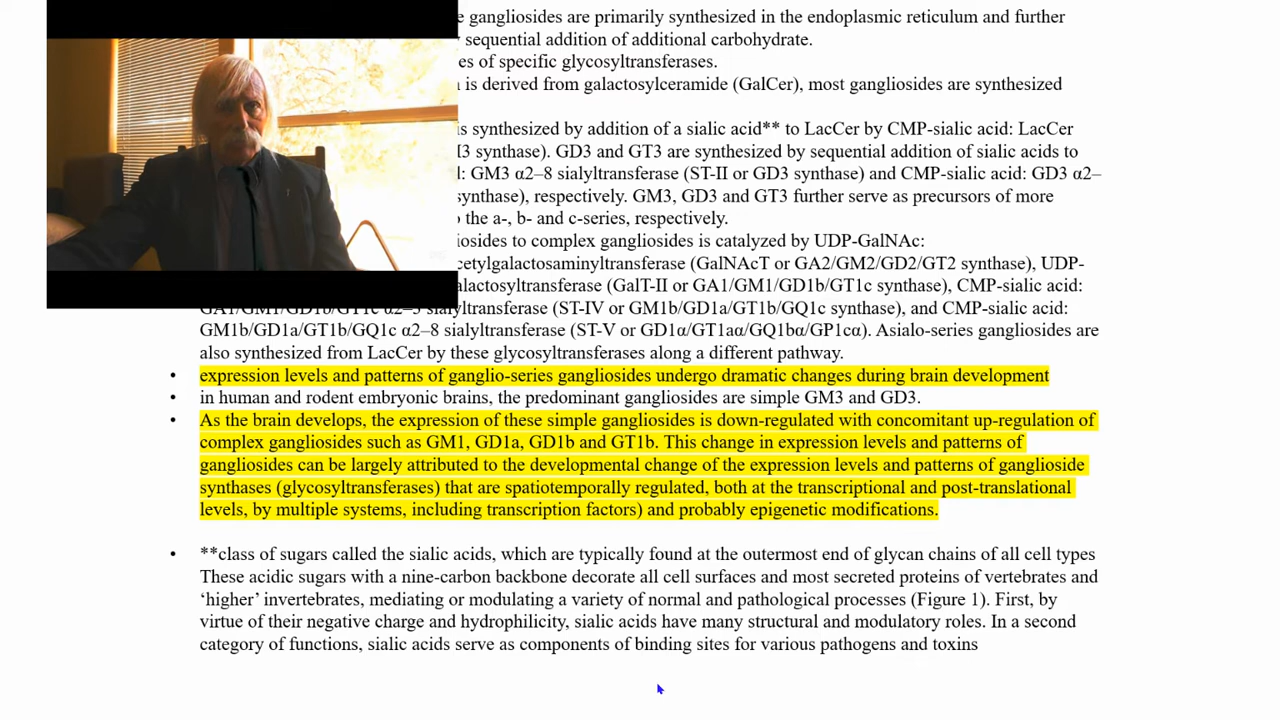 e gangliosides are primarily synthesized in the endoplasmic reticulum and further
sequential addition of additional carbohydrate.
es of specific glycosyltransferases.
is derived from galactosylceramide (GalCer), most gangliosides are synthesized
is synthesized by addition of a sialic acid** to LacCer by CMP-sialic acid: LacCer
I3 synthase). GD3 and GT3 are synthesized by sequential addition of sialic acids to
l: GM3 α2–8 sialyltransferase (ST-II or GD3 synthase) and CMP-sialic acid: GD3 α2–
synthase), respectively. GM3, GD3 and GT3 further serve as precursors of more
o the a-, b- and c-series, respectively.
iosides to complex gangliosides is catalyzed by UDP-GalNAc:
cetylgalactosaminyltransferase (GalNAcT or GA2/GM2/GD2/GT2 synthase), UDP-
alactosyltransferase (GalT-II or GA1/GM1/GD1b/GT1c synthase), CMP-sialic acid:
GA1/GM1/GD1b/GT1c α2–3 sialyltransferase (ST-IV or GM1b/GD1a/GT1b/GQ1c synthase), and CMP-sialic acid:
GM1b/GD1a/GT1b/GQ1c α2–8 sialyltransferase (ST-V or GD1α/GT1aα/GQ1bα/GP1cα). Asialo-series gangliosides are
also synthesized from LacCer by these glycosyltransferases along a different pathway.
• expression levels and patterns of ganglio-series gangliosides undergo dramatic changes during brain development
• in human and rodent embryonic brains, the predominant gangliosides are simple GM3 and GD3.
• As the brain develops, the expression of these simple gangliosides is down-regulated with concomitant up-regulation of
complex gangliosides such as GM1, GD1a, GD1b and GT1b. This change in expression levels and patterns of
gangliosides can be largely attributed to the developmental change of the expression levels and patterns of ganglioside
synthases (glycosyltransferases) that are spatiotemporally regulated, both at the transcriptional and post-translational
levels, by multiple systems, including transcription factors) and probably epigenetic modifications.
• **class of sugars called the sialic acids, which are typically found at the outermost end of glycan chains of all cell types
These acidic sugars with a nine-carbon backbone decorate all cell surfaces and most secreted proteins of vertebrates and
‘higher’ invertebrates, mediating or modulating a variety of normal and pathological processes (Figure 1). First, by
virtue of their negative charge and hydrophilicity, sialic acids have many structural and modulatory roles. In a second
category of functions, sialic acids serve as components of binding sites for various pathogens and toxins